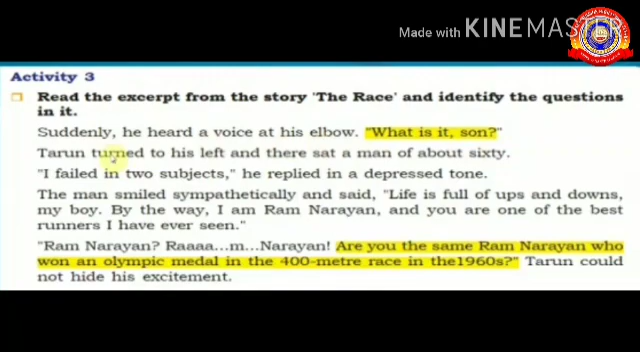 Made with KINEMASTER
Activity 3
Read the excerpt from the story 'The Race' and identify the questions
in it.
Suddenly, he heard a voice at his elbow. "What is it, son?"
Tarun turned to his left and there sat a man of about sixty.
"I failed in two subjects," he replied in a depressed tone.
The man smiled sympathetically and said, "Life is full of ups and downs,
my boy. By the way, I am Ram Narayan, and you are one of the best
runners I have ever seen."
"Ram Narayan? Raaaa...m...Narayan! Are you the same Ram Narayan who
won an olympic medal in the 400-metre race in the1960s?" Tarun could
not hide his excitement.